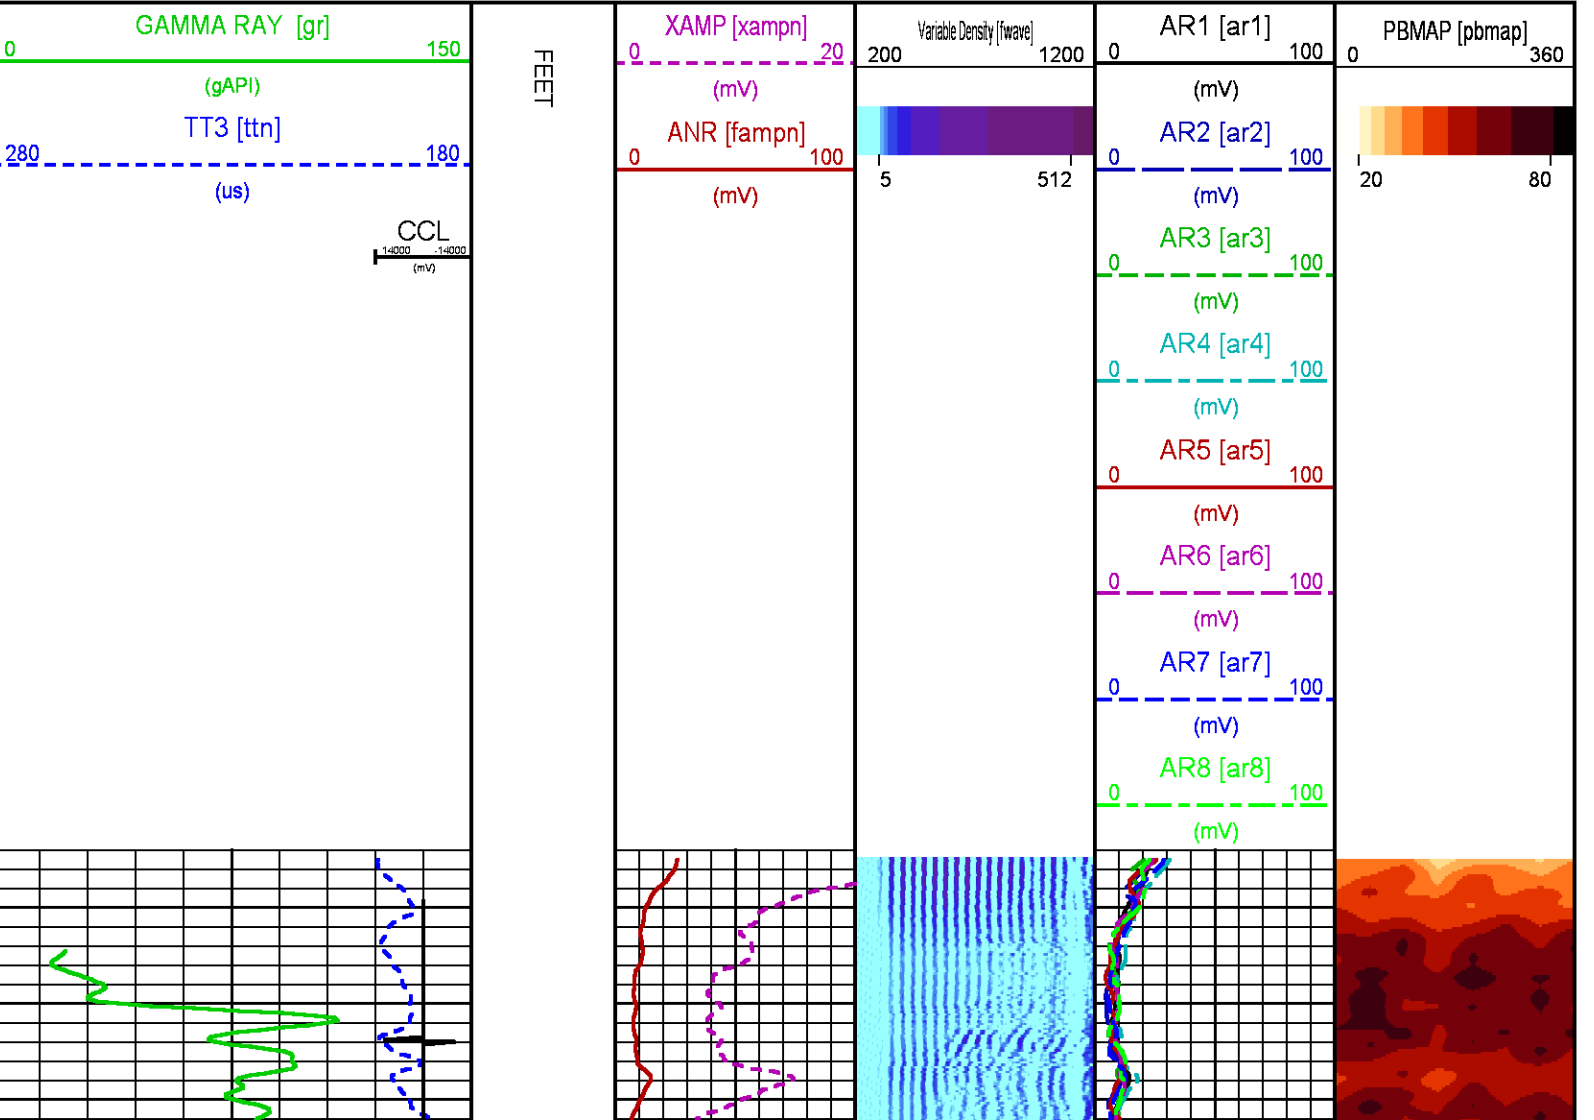 GAMMA RAY [gr]
0 150
(gAPI)
TT3 [ttn]
280 180
(us)
CCL
14000 -14000
(mV)
FEET
XAMP [xampn]
0 20
(mV)
ANR [fampn]
0 100
(mV)
Variable Density [fwave]
200 1200
5 512
AR1 [ar1]
0 100
(mV)
AR2 [ar2]
0 100
(mV)
AR3 [ar3]
0 100
(mV)
AR4 [ar4]
0 100
(mV)
AR5 [ar5]
0 100
(mV)
AR6 [ar6]
0 100
(mV)
AR7 [ar7]
0 100
(mV)
AR8 [ar8]
0 100
(mV)
PBMAP [pbmap]
0 360
20 80